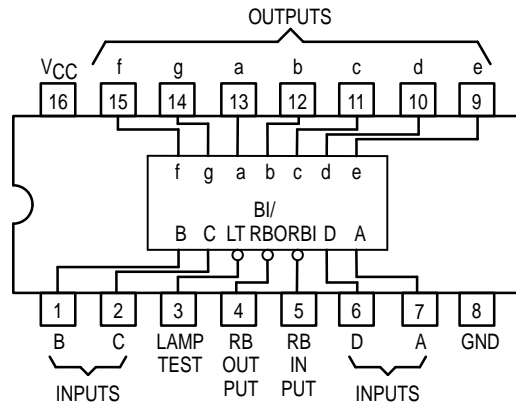 OUTPUTS
VCC f g a b c d e
16 15 14 13 12 11 10 9
f g a b c d e
BI/
B C LT RBO RBI D A
1 2 3 4 5 6 7 8
B C LAMP RB RB D A GND
TEST OUT IN
PUT PUT
INPUTS INPUTS